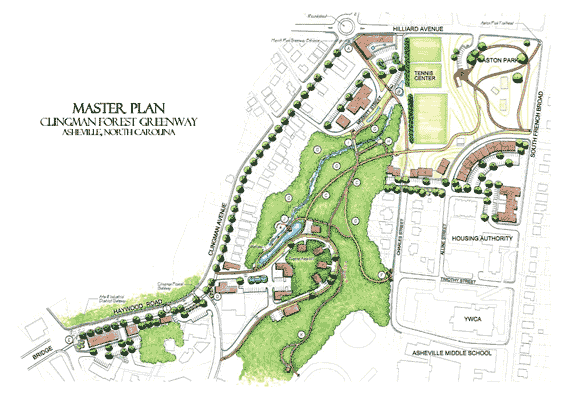 MASTER PLAN
CLINGMAN FOREST GREENWAY
ASHEVILLE, NORTH CAROLINA
HILLIARD AVENUE
TENNIS
CENTER
ASTON PARK
SOUTH FRENCH BROAD
CLINGMAN AVENUE
CHARLES STREET
HOUSING AUTHORITY
TIMOTHY STREET
YWCA
ASHEVILLE MIDDLE SCHOOL
HAYWOOD ROAD
BRIDGE